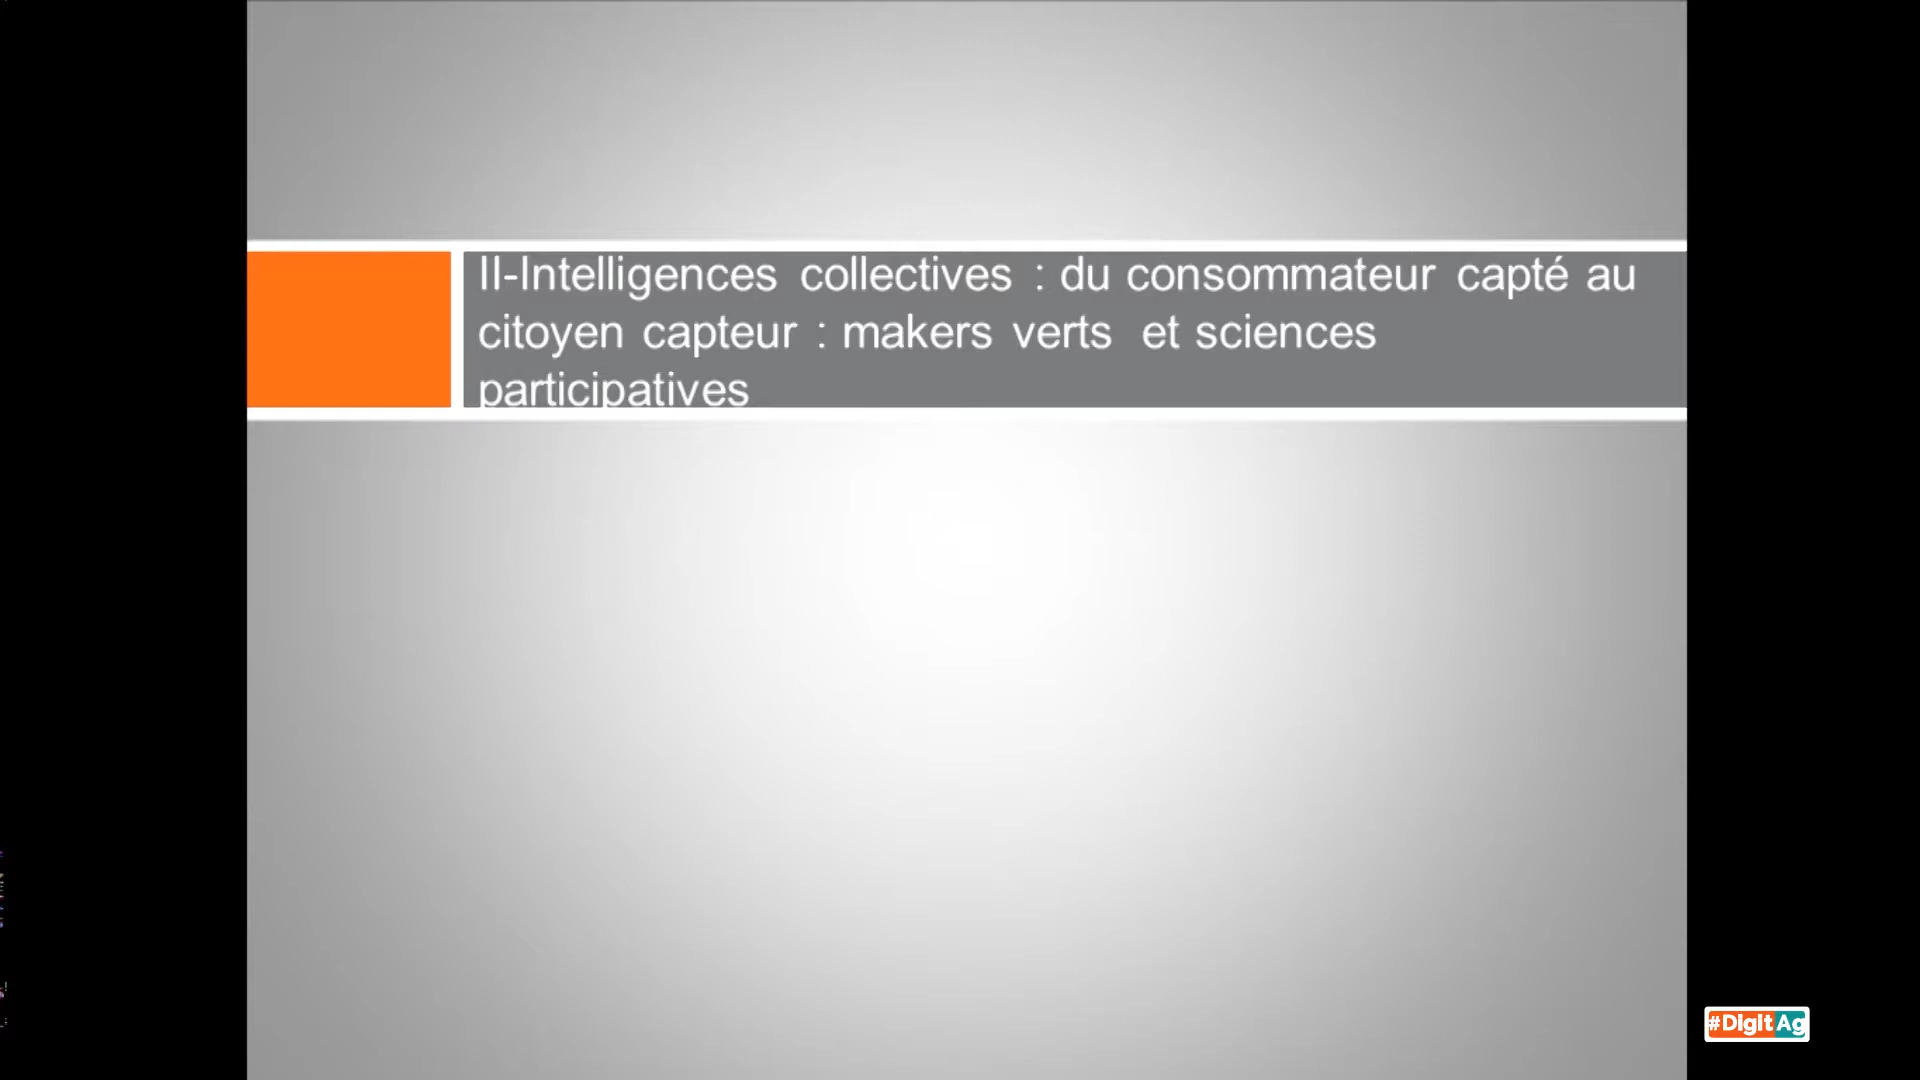 II-Intelligences collectives : du consommateur capté au
citoyen capteur : makers verts et sciences
participatives
#DigitAg